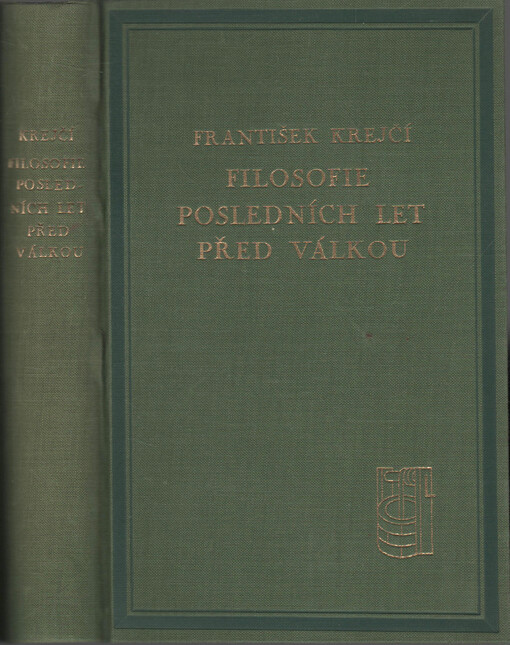 KREJČÍ
FILOSOFIE
POSLED-
NÍCH LET
PŘED
VÁLKOU
FRANTIŠEK KREJČÍ
FILOSOFIE
POSLEDNÍCH LET
PŘED VÁLKOU